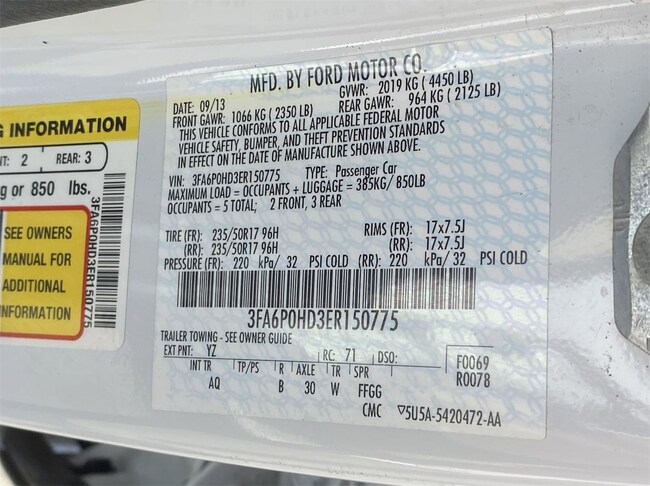 G INFORMATION
NT: 2 REAR: 3
g or 850 lbs.
SEE OWNERS
MANUAL FOR
ADDITIONAL
INFORMATION
3FA6P0HD3ER150775
MFD. BY FORD MOTOR CO.
DATE: 09/13 GVWR: 2019 KG ( 4450 LB)
FRONT GAWR: 1066 KG ( 2350 LB) REAR GAWR: 964 KG ( 2125 LB)
THIS VEHICLE CONFORMS TO ALL APPLICABLE FEDERAL MOTOR
VEHICLE SAFETY, BUMPER, AND THEFT PREVENTION STANDARDS
IN EFFECT ON THE DATE OF MANUFACTURE SHOWN ABOVE.
VIN: 3FA6P0HD3ER150775 TYPE: Passenger Car
MAXIMUM LOAD = OCCUPANTS + LUGGAGE = 385KG/ 850LB
OCCUPANTS = 5 TOTAL; 2 FRONT, 3 REAR
TIRE (FR): 235/50R17 96H RIMS (FR): 17x7.5J
(RR): 235/50R17 96H (RR): 17x7.5J
PRESSURE (FR): 220 kPa/ 32 PSI COLD (RR): 220 kPa/ 32 PSI COLD
3FA6P0HD3ER150775
TRAILER TOWING - SEE OWNER GUIDE
EXT PNT: YZ RC: 71 DSO: F0069
INT TR TP/PS R AXLE TR SPR R0078
AQ B 30 W FFGG
CMC ▽5U5A-5420472-AA